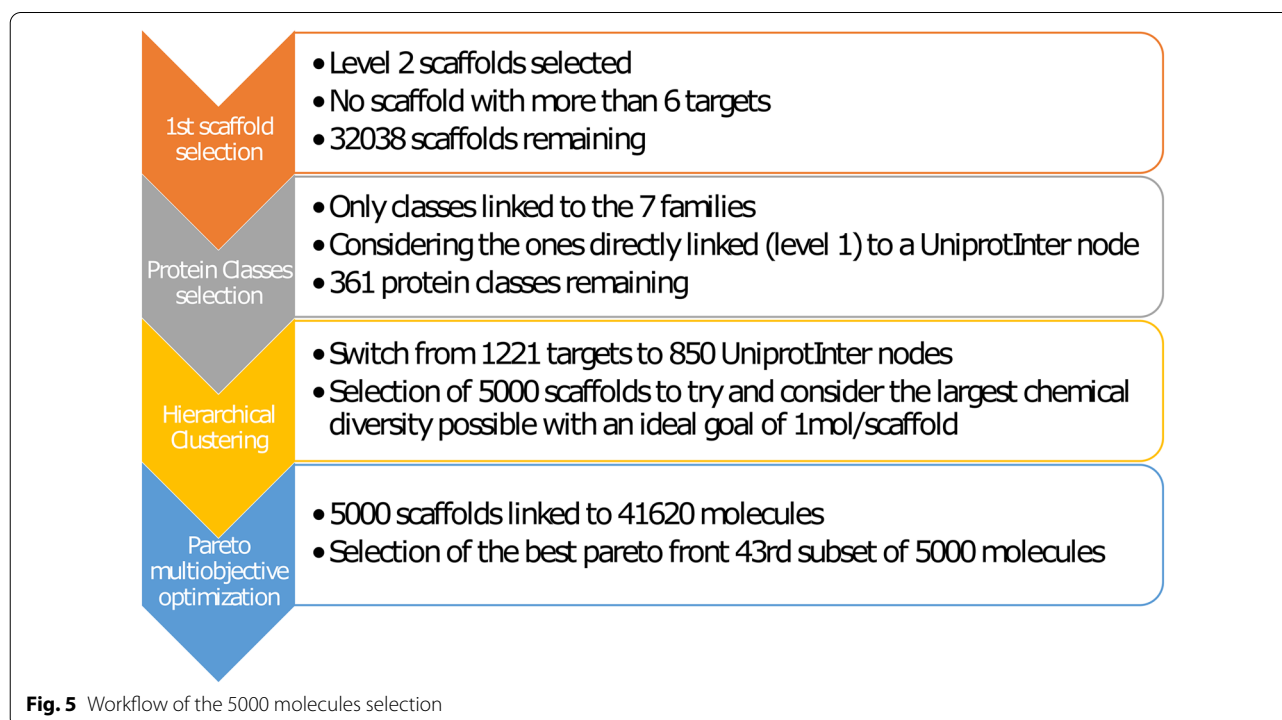 1st scaffold
selection
• Level 2 scaffolds selected
• No scaffold with more than 6 targets
• 32038 scaffolds remaining
Protein Classes
selection
• Only classes linked to the 7 families
• Considering the ones directly linked (level 1) to a UniprotInter node
• 361 protein classes remaining
Hierarchical
Clustering
• Switch from 1221 targets to 850 UniprotInter nodes
• Selection of 5000 scaffolds to try and consider the largest chemical
diversity possible with an ideal goal of 1mol/scaffold
Pareto
multiobjective
optimization
• 5000 scaffolds linked to 41620 molecules
• Selection of the best pareto front 43rd subset of 5000 molecules
Fig. 5 Workflow of the 5000 molecules selection